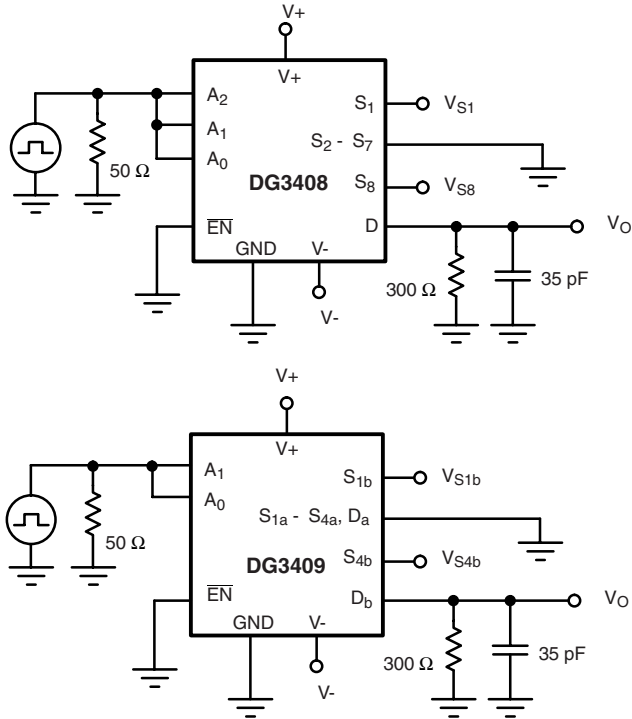 V+
V+
A2
S1
VS1
A1
S2 - S7
A0
50 Ω
DG3408
S8
VS8
EN
D
VO
GND
V-
300 Ω
35 pF
V-
V+
V+
A1
S1b
VS1b
A0
S1a - S4a, Da
50 Ω
DG3409
S4b
VS4b
EN
Db
VO
GND
V-
300 Ω
35 pF
V-